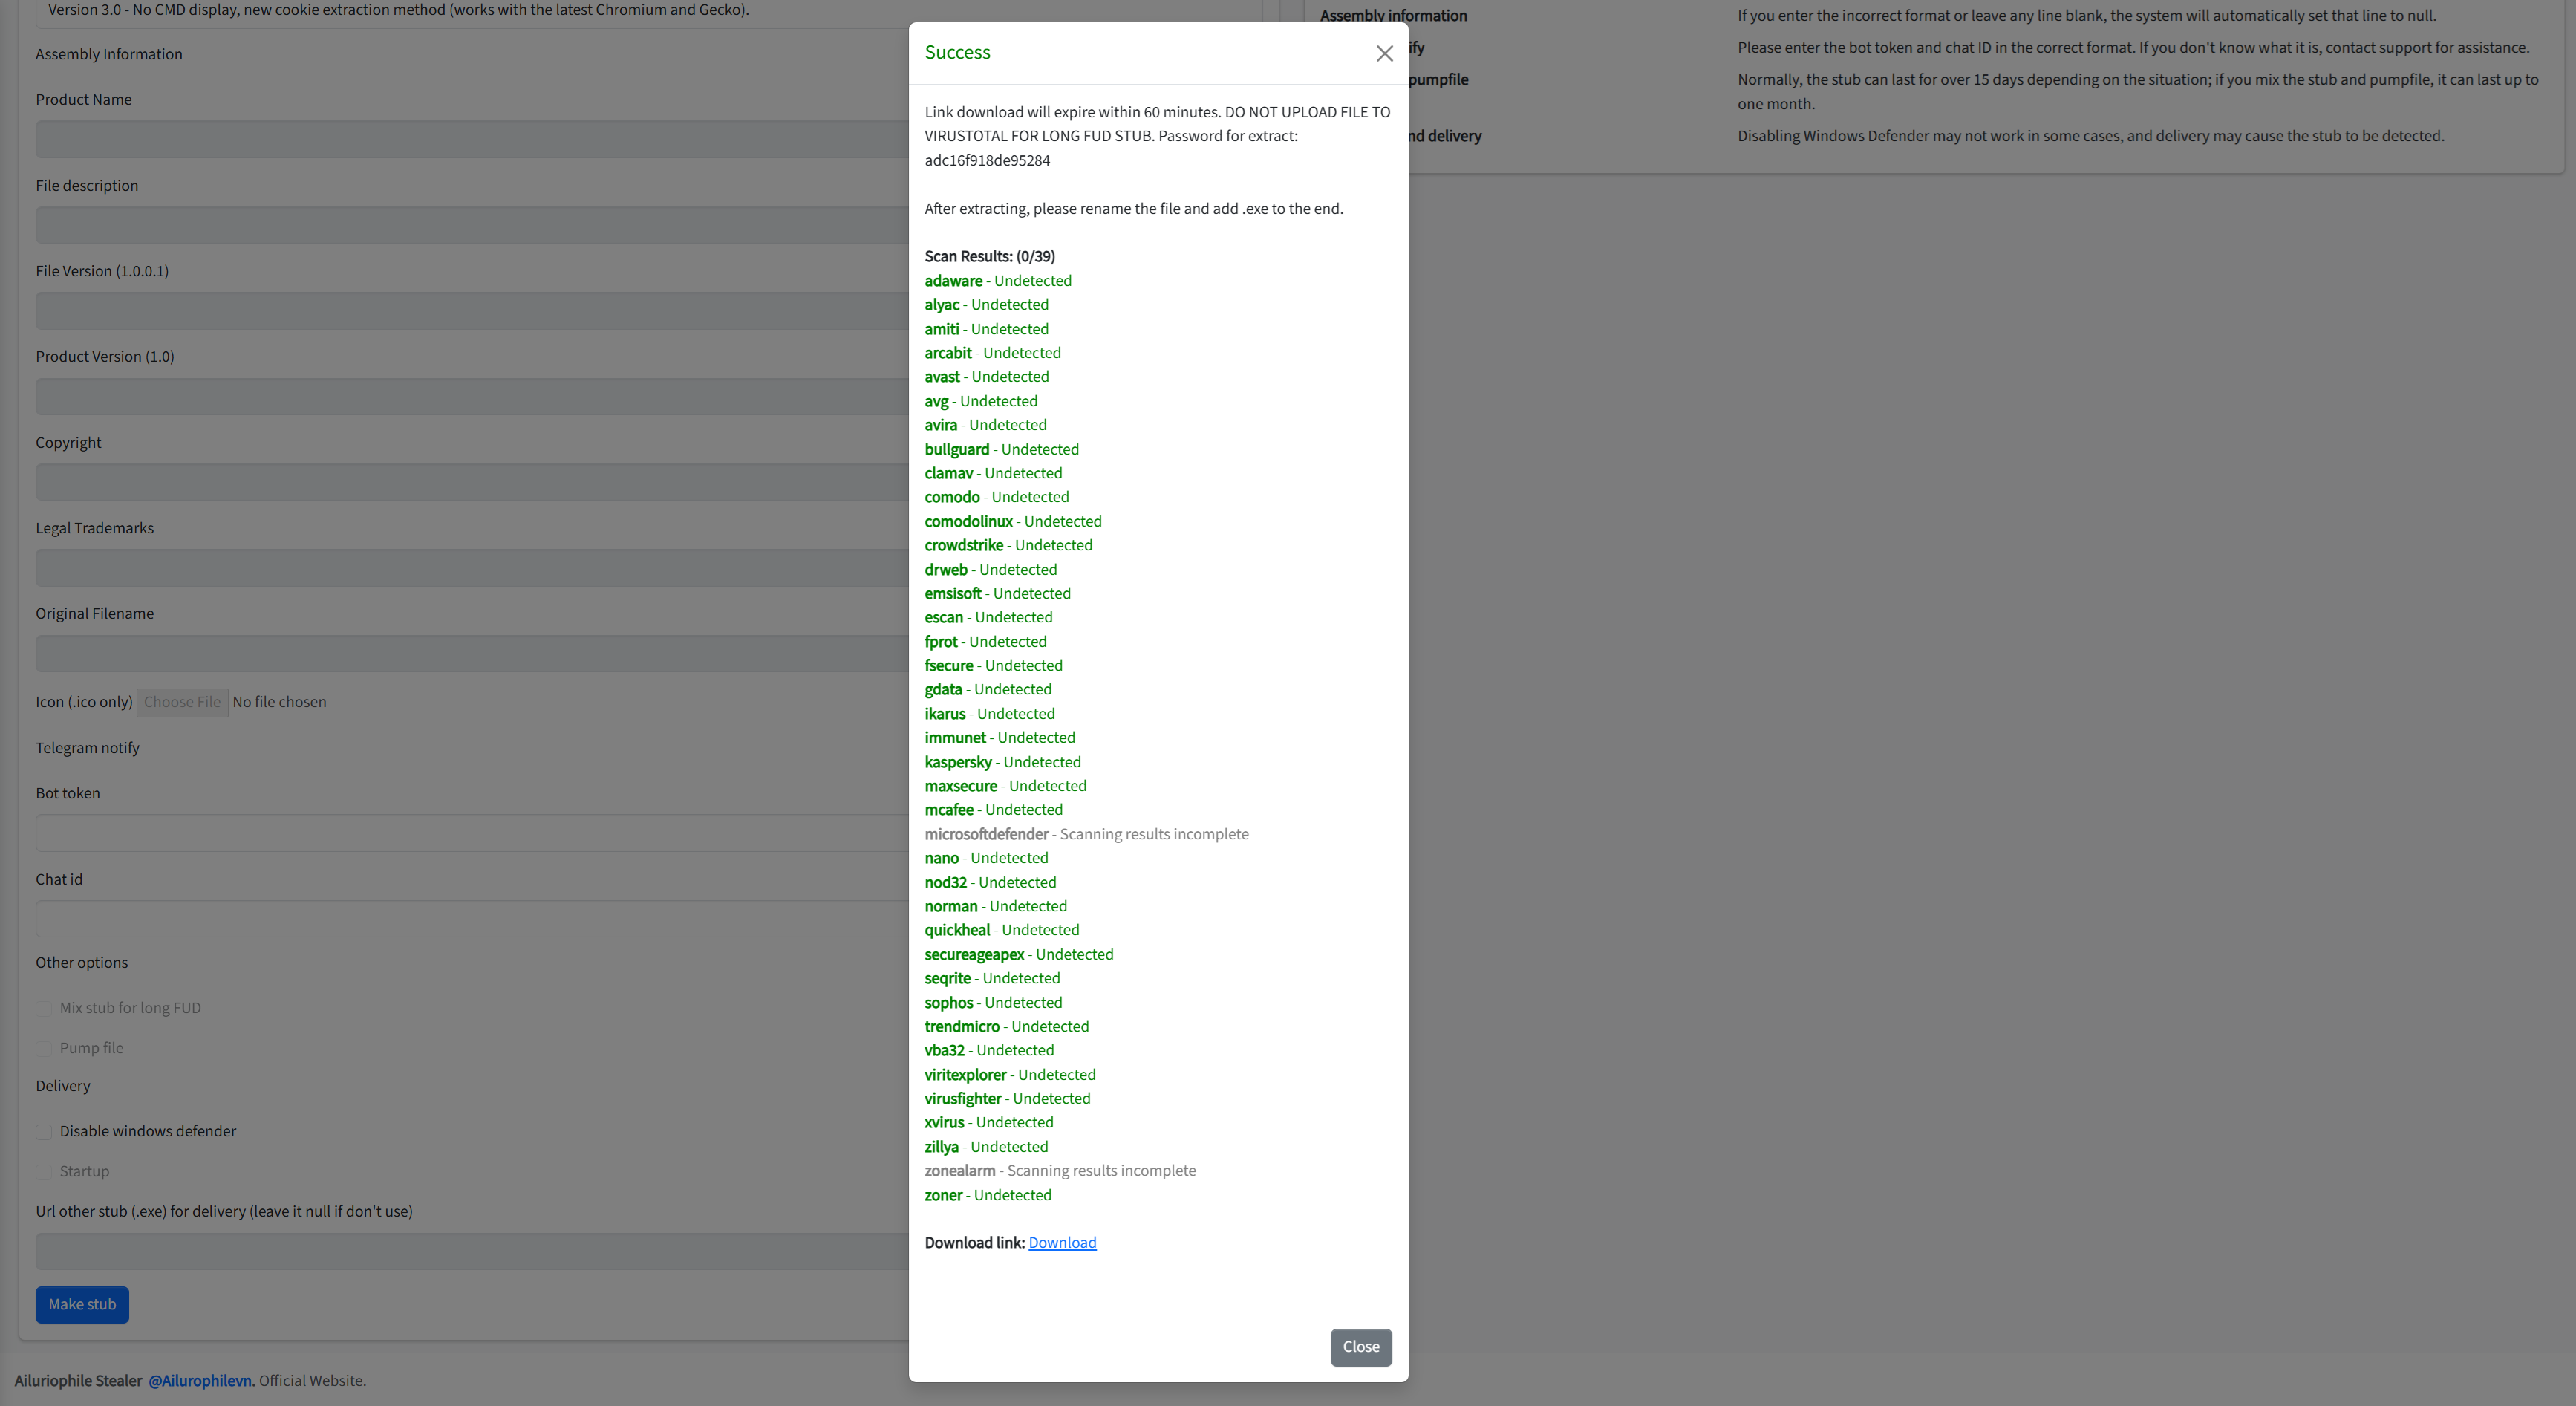 Version 3.0 - No CMD display, new cookie extraction method (works with the latest Chromium and Gecko).
Assembly Information
Product Name
File description
File Version (1.0.0.1)
Product Version (1.0)
Copyright
Legal Trademarks
Original Filename
Icon (.ico only) Choose File No file chosen
Telegram notify
Bot token
Chat id
Other options
Mix stub for long FUD
Pump file
Delivery
Disable windows defender
Startup
Url other stub (.exe) for delivery (leave it null if don't use)
Make stub
Success
Link download will expire within 60 minutes. DO NOT UPLOAD FILE TO
VIRUSTOTAL FOR LONG FUD STUB. Password for extract:
adc16f918de95284
After extracting, please rename the file and add .exe to the end.
Scan Results: (0/39)
adaware - Undetected
alyac - Undetected
amiti - Undetected
arcabit - Undetected
avast - Undetected
avg - Undetected
avira - Undetected
bullguard - Undetected
clamav - Undetected
comodo - Undetected
comodolinux - Undetected
crowdstrike - Undetected
drweb - Undetected
emsisoft - Undetected
escan - Undetected
fprot - Undetected
fsecure - Undetected
gdata - Undetected
ikarus - Undetected
immunet - Undetected
kaspersky - Undetected
maxsecure - Undetected
mcafee - Undetected
microsoftdefender - Scanning results incomplete
nano - Undetected
nod32 - Undetected
norman - Undetected
quickheal - Undetected
secureageapex - Undetected
seqrite - Undetected
sophos - Undetected
trendmicro - Undetected
vba32 - Undetected
viritexplorer - Undetected
virusfighter - Undetected
xvirus - Undetected
zillya - Undetected
zonealarm - Scanning results incomplete
zoner - Undetected
Download link: Download
Close
Assembly information If you enter the incorrect format or leave any line blank, the system will automatically set that line to null.
ify Please enter the bot token and chat ID in the correct format. If you don't know what it is, contact support for assistance.
pumpfile Normally, the stub can last for over 15 days depending on the situation; if you mix the stub and pumpfile, it can last up to
one month.
nd delivery Disabling Windows Defender may not work in some cases, and delivery may cause the stub to be detected.
Ailuriophile Stealer @Ailurophilevn. Official Website.